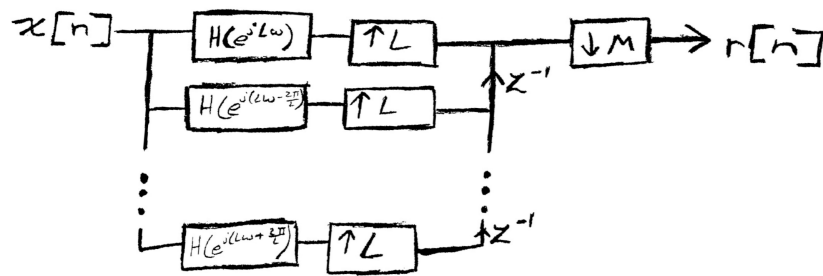 x[n] H(e^{jLω}) ↑L ↓M r[n]
z^{-1}
H(e^{j(Lω-2π/L)}) ↑L
H(e^{j(Lω+2π/L)}) ↑L z^{-1}